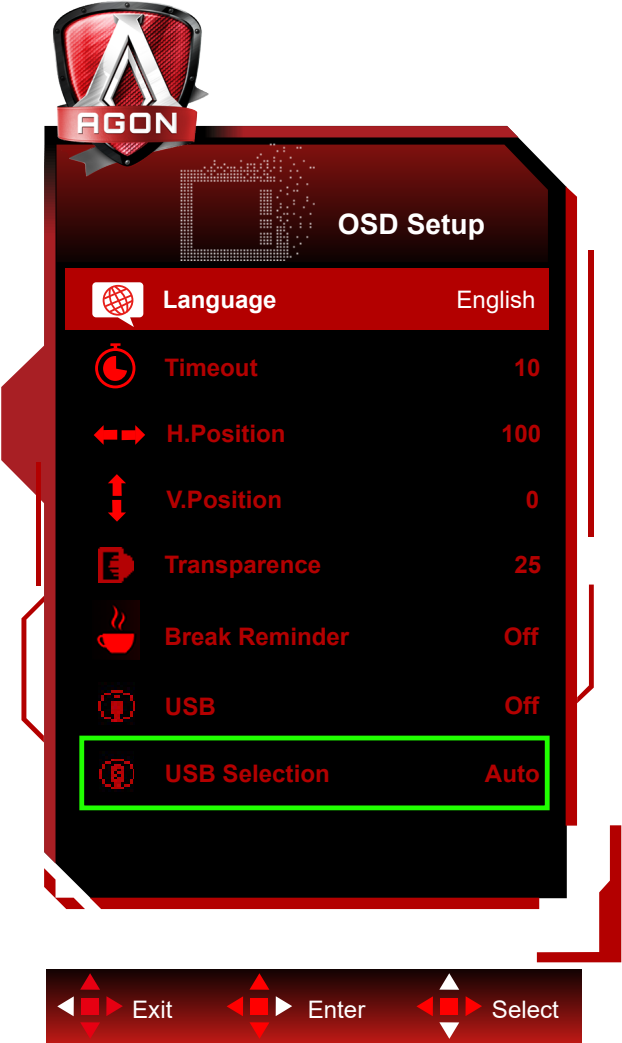 AGON
OSD Setup
Language English
Timeout 10
H.Position 100
V.Position 0
Transparence 25
Break Reminder Off
USB Off
USB Selection Auto
Exit Enter Select